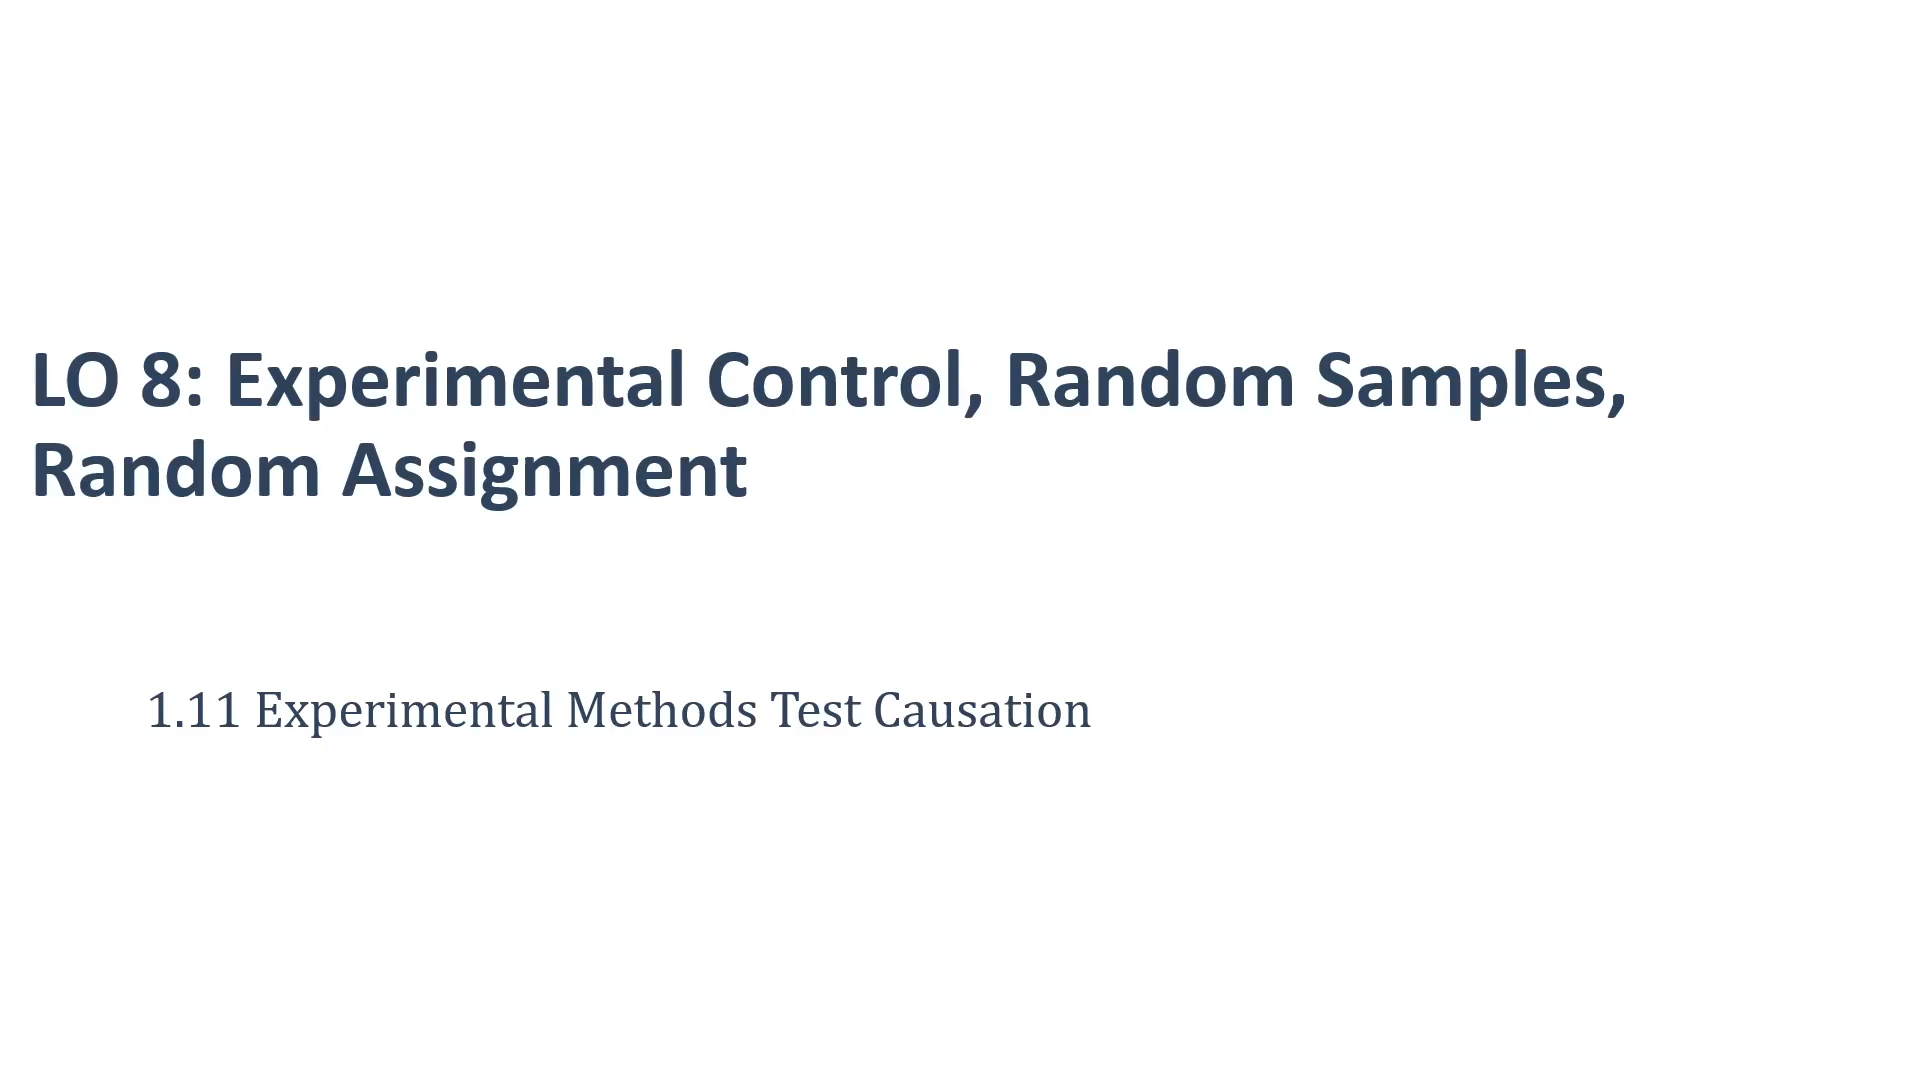 LO 8: Experimental Control, Random Samples,
Random Assignment
1.11 Experimental Methods Test Causation